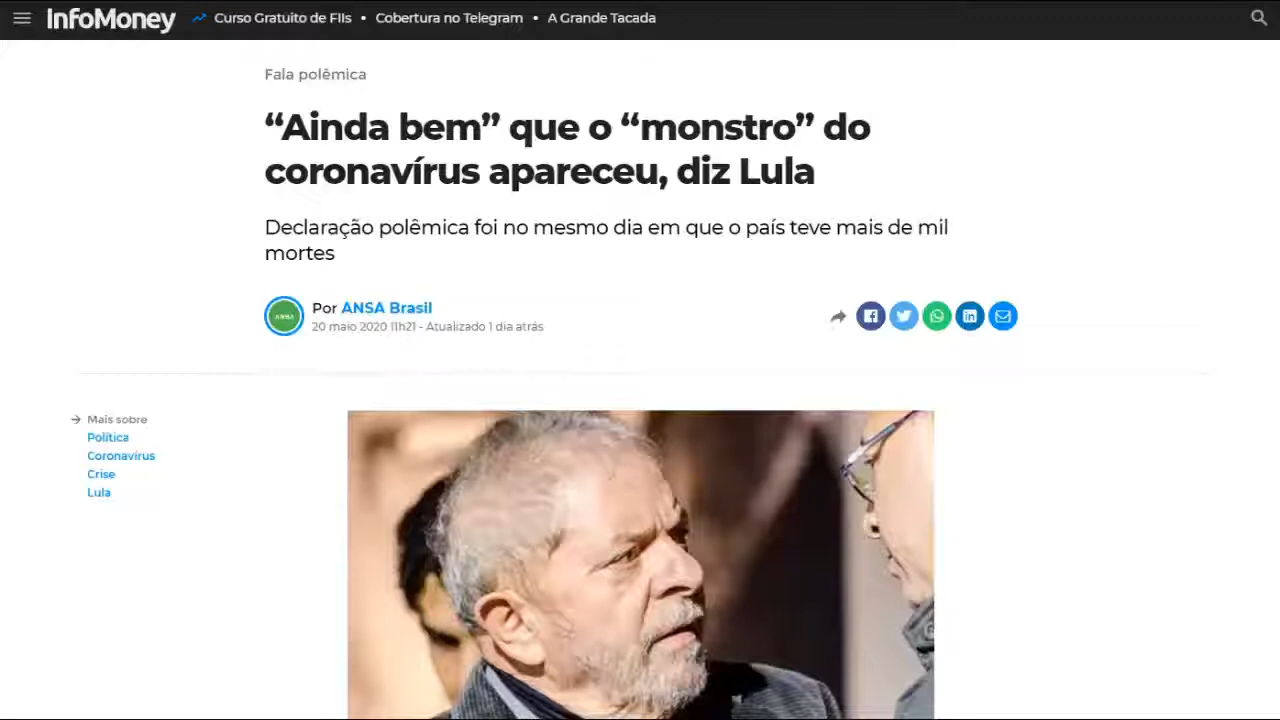 InfoMoney Curso Gratuito de FIIs • Cobertura no Telegram • A Grande Tacada
Fala polêmica
“Ainda bem” que o “monstro” do
coronavírus apareceu, diz Lula
Declaração polêmica foi no mesmo dia em que o país teve mais de mil
mortes
ANSA
Por ANSA Brasil
20 maio 2020 11h21 - Atualizado 1 dia atrás
Mais sobre
Política
Coronavírus
Crise
Lula